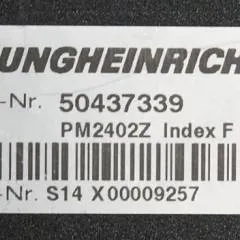 UNGHEINRICH
-Nr. 50437339
PM2402Z Index F
-Nr. S14 X00009257